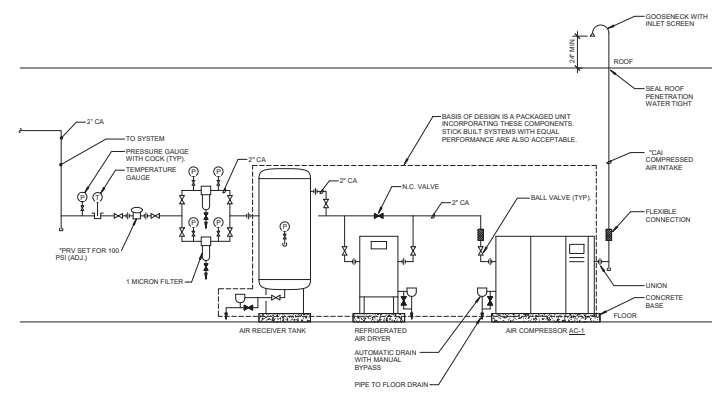 GOOSENECK WITH
INLET SCREEN
24" MIN.
ROOF
SEAL ROOF
PENETRATION
WATER TIGHT
2" CA
TO SYSTEM
PRESSURE GAUGE
WITH COCK (TYP).
TEMPERATURE
GAUGE
P
T
P
P
P
P
2" CA
BASIS OF DESIGN IS A PACKAGED UNIT
INCORPORATING THESE COMPONENTS.
STICK BUILT SYSTEMS WITH EQUAL
PERFORMANCE ARE ALSO ACCEPTABLE.
2" CA
N.C. VALVE
2" CA
BALL VALVE (TYP).
"CAI
COMPRESSED
AIR INTAKE
FLEXIBLE
CONNECTION
P
"PRV SET FOR 100
PSI (ADJ.)
1 MICRON FILTER
UNION
CONCRETE
BASE
FLOOR
AIR RECEIVER TANK
REFRIGERATED
AIR DRYER
AIR COMPRESSOR AC-1
AUTOMATIC DRAIN
WITH MANUAL
BYPASS
PIPE TO FLOOR DRAIN